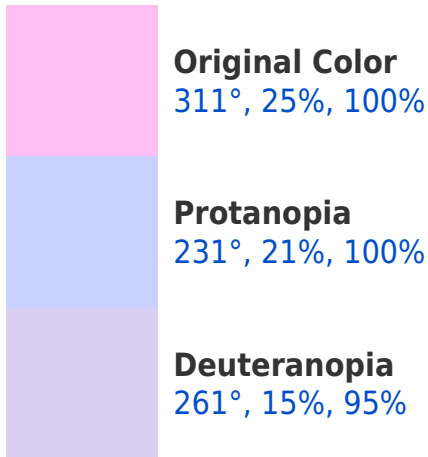 Original Color
311°, 25%, 100%
Protanopia
231°, 21%, 100%
Deuteranopia
261°, 15%, 95%